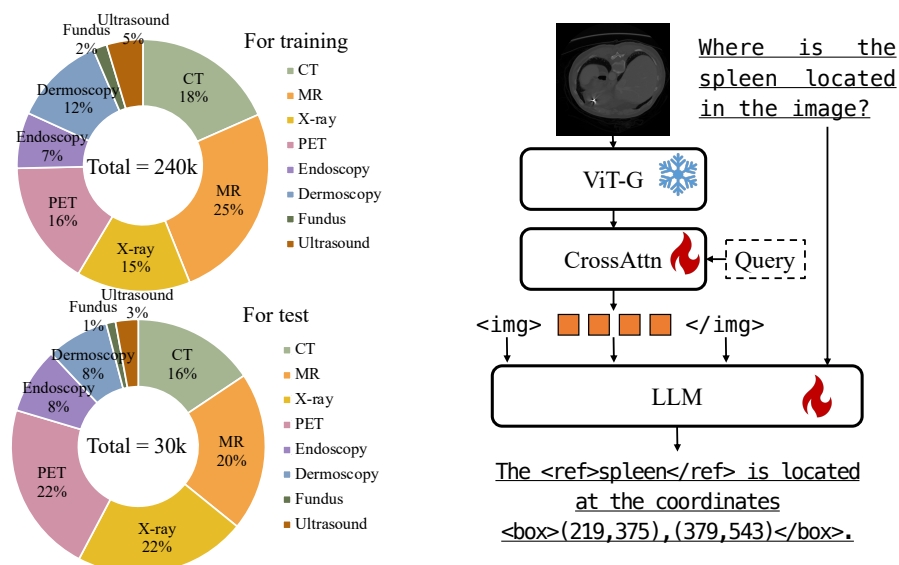 For training
Ultrasound
5%
Fundus
2%
Dermoscopy
12%
Endoscopy
7%
PET
16%
X-ray
15%
MR
25%
CT
18%
Total = 240k
CT
MR
X-ray
PET
Endoscopy
Dermoscopy
Fundus
Ultrasound
For test
Ultrasound
3%
Fundus
1%
Dermoscopy
8%
Endoscopy
8%
PET
22%
X-ray
22%
MR
20%
CT
16%
Total = 30k
CT
MR
X-ray
PET
Endoscopy
Dermoscopy
Fundus
Ultrasound
Where is the
spleen located
in the image?
ViT-G
CrossAttn
Query
<img> </img>
LLM
The <ref>spleen</ref> is located
at the coordinates
<box>(219,375),(379,543)</box>.